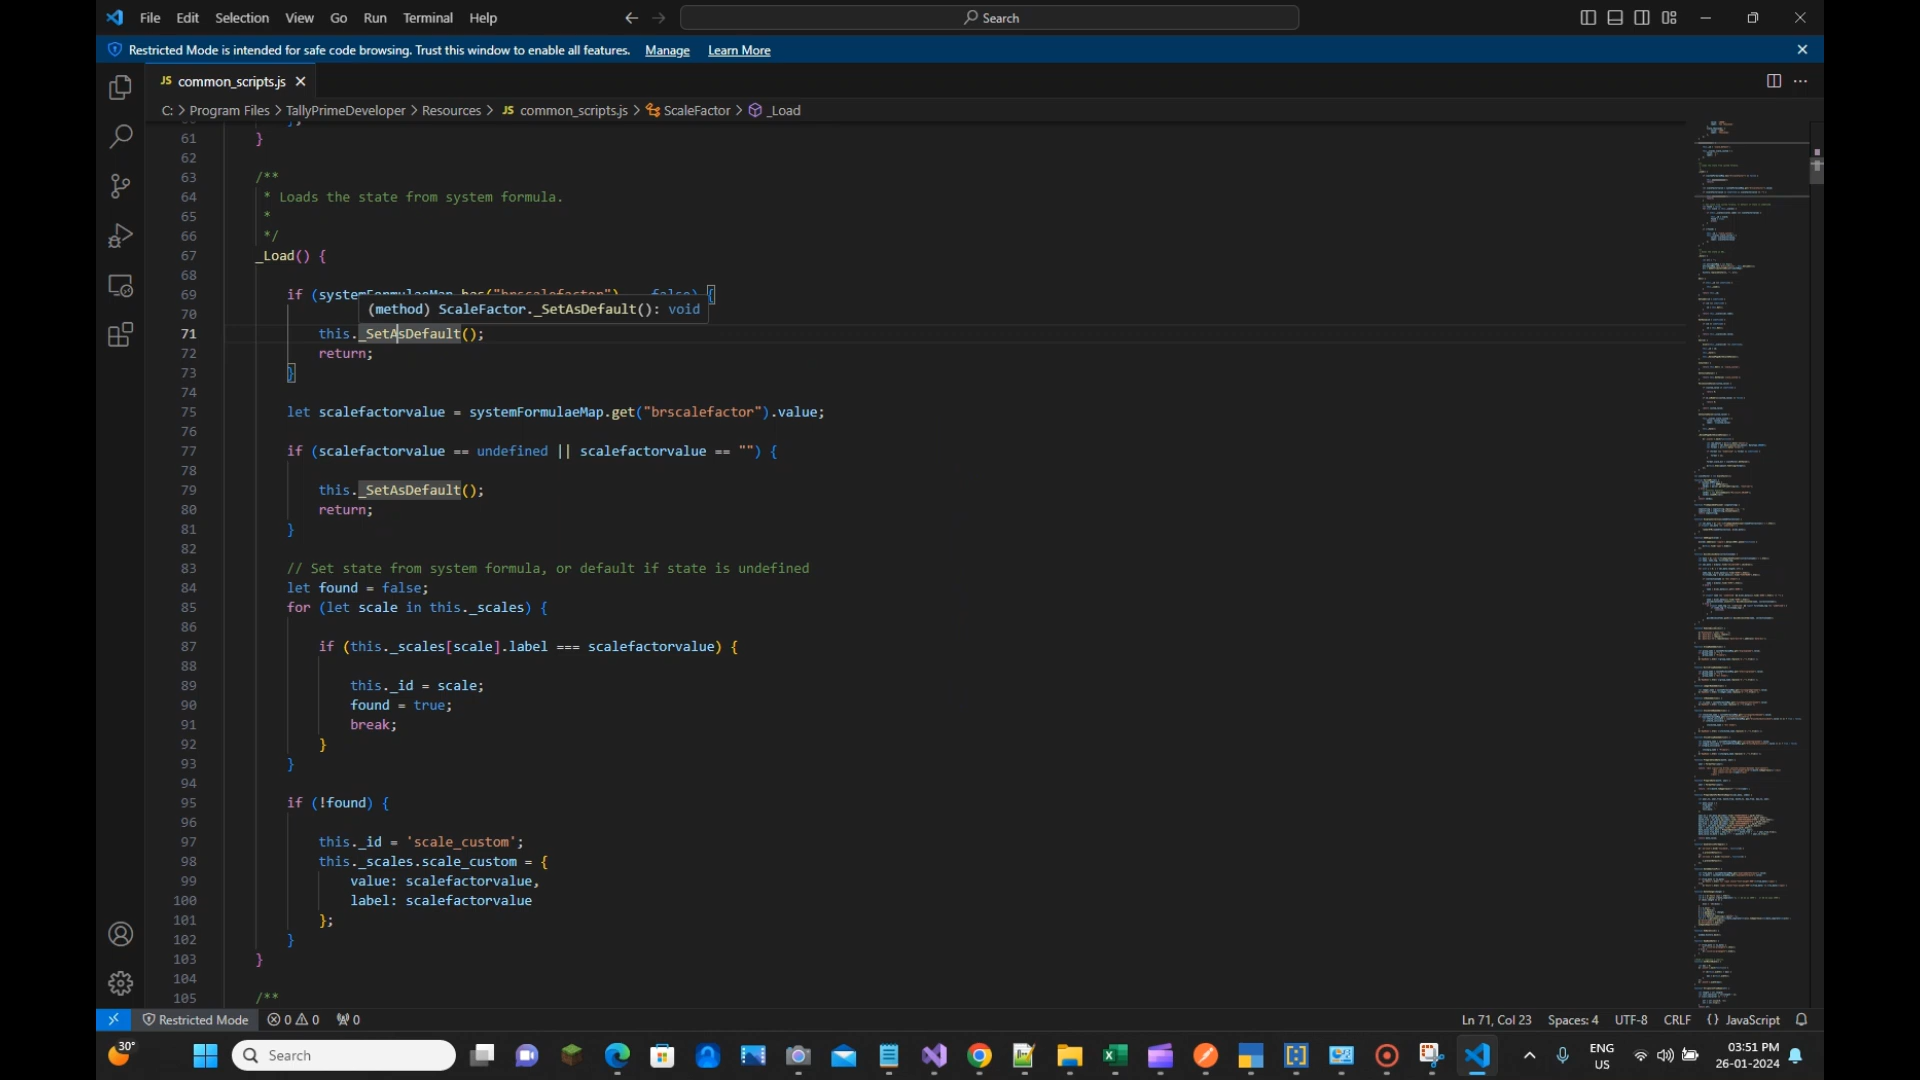 File Edit Selection View Go Run Terminal Help
Search
Restricted Mode is intended for safe code browsing. Trust this window to enable all features. Manage Learn More
JS common_scripts.js
C: > Program Files > TallyPrimeDeveloper > Resources > JS common_scripts.js > ScaleFactor > _Load
61 }
62
63 /**
64 * Loads the state from system formula.
65 *
66 */
67 _Load() {
68
69 if (systemFormulaeMap.has("brscalefactor") false) {
(method) ScaleFactor._SetAsDefault(): void
70
71 this._SetAsDefault();
72 return;
73 }
74
75 let scalefactorvalue = systemFormulaeMap.get("brscalefactor").value;
76
77 if (scalefactorvalue == undefined || scalefactorvalue == "") {
78
79 this._SetAsDefault();
80 return;
81 }
82
83 // Set state from system formula, or default if state is undefined
84 let found = false;
85 for (let scale in this._scales) {
86
87 if (this._scales[scale].label === scalefactorvalue) {
88
89 this._id = scale;
90 found = true;
91 break;
92 }
93 }
94
95 if (!found) {
96
97 this._id = 'scale_custom';
98 this._scales.scale_custom = {
99 value: scalefactorvalue,
100 label: scalefactorvalue
101 };
102 }
103 }
104
105 /**
Restricted Mode 0 0 0 Ln 71, Col 23 Spaces: 4 UTF-8 CRLF {} JavaScript
30°
Search
ENG
US
03:51 PM
26-01-2024